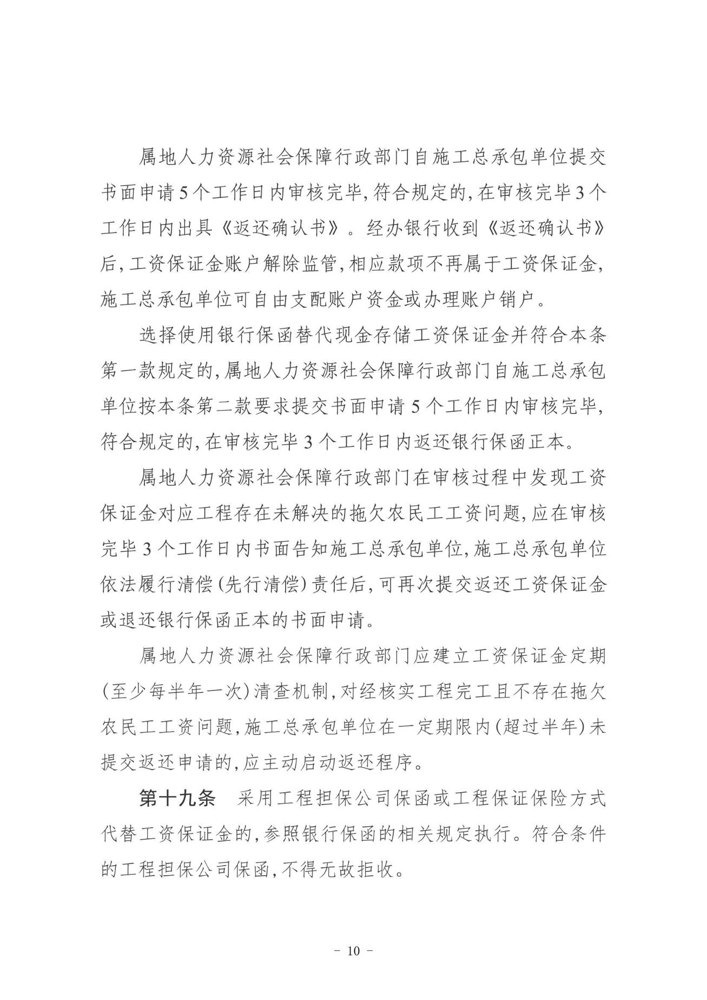 属地人力资源社会保障行政部门自施工总承包单位提交
书面申请5个工作日内审核完毕,符合规定的,在审核完毕3个
工作日内出具《返还确认书》。经办银行收到《返还确认书》
后,工资保证金账户解除监管,相应款项不再属于工资保证金,
施工总承包单位可自由支配账户资金或办理账户销户。
选择使用银行保函替代现金存储工资保证金并符合本条
第一款规定的,属地人力资源社会保障行政部门自施工总承包
单位按本条第二款要求提交书面申请5个工作日内审核完毕,
符合规定的,在审核完毕3个工作日内返还银行保函正本。
属地人力资源社会保障行政部门在审核过程中发现工资
保证金对应工程存在未解决的拖欠农民工工资问题,应在审核
完毕3个工作日内书面告知施工总承包单位,施工总承包单位
依法履行清偿(先行清偿)责任后,可再次提交返还工资保证金
或退还银行保函正本的书面申请。
属地人力资源社会保障行政部门应建立工资保证金定期
(至少每半年一次)清查机制,对经核实工程完工且不存在拖欠
农民工工资问题,施工总承包单位在一定期限内(超过半年)未
提交返还申请的,应主动启动返还程序。
第十九条 采用工程担保公司保函或工程保证保险方式
代替工资保证金的,参照银行保函的相关规定执行。符合条件
的工程担保公司保函,不得无故拒收。
- 10 -